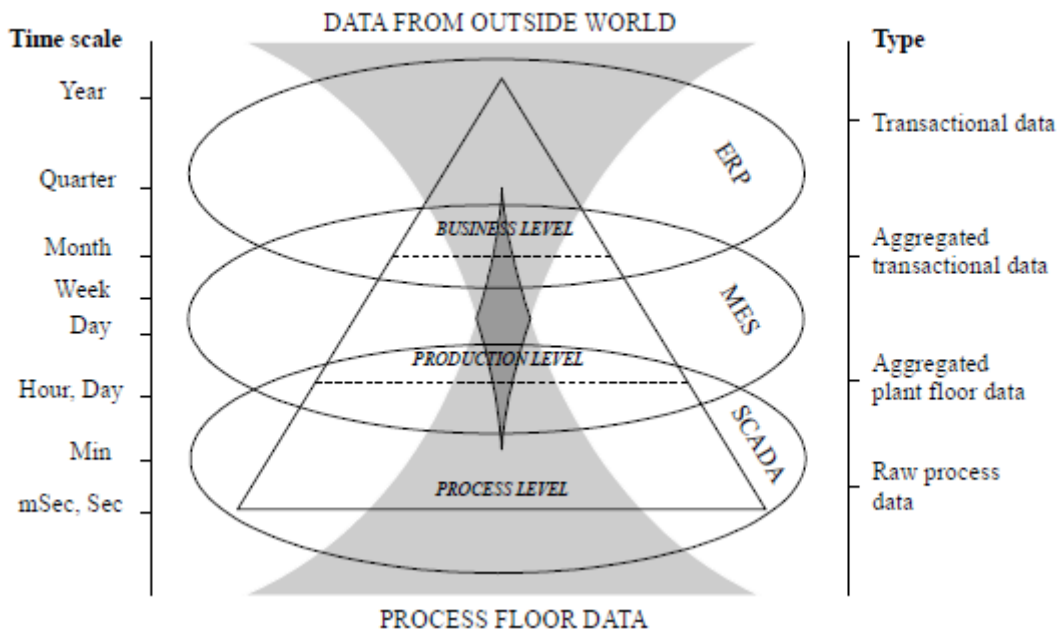 DATA FROM OUTSIDE WORLD
Time scale
Type
Year
Transactional data
ERP
Quarter
BUSINESS LEVEL
Month
Aggregated
transactional data
Week
MES
Day
PRODUCTION LEVEL
Hour, Day
Aggregated
plant floor data
SCADA
Min
Raw process
data
PROCESS LEVEL
mSec, Sec
PROCESS FLOOR DATA